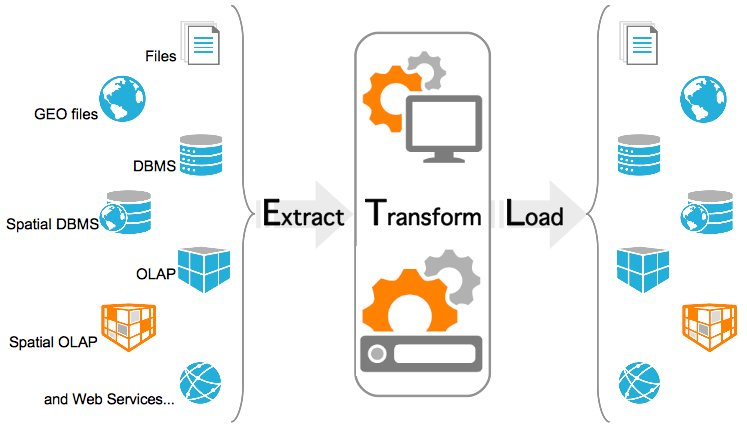 Files
GEO files
DBMS
Spatial DBMS
Extract Transform Load
OLAP
Spatial OLAP
and Web Services...